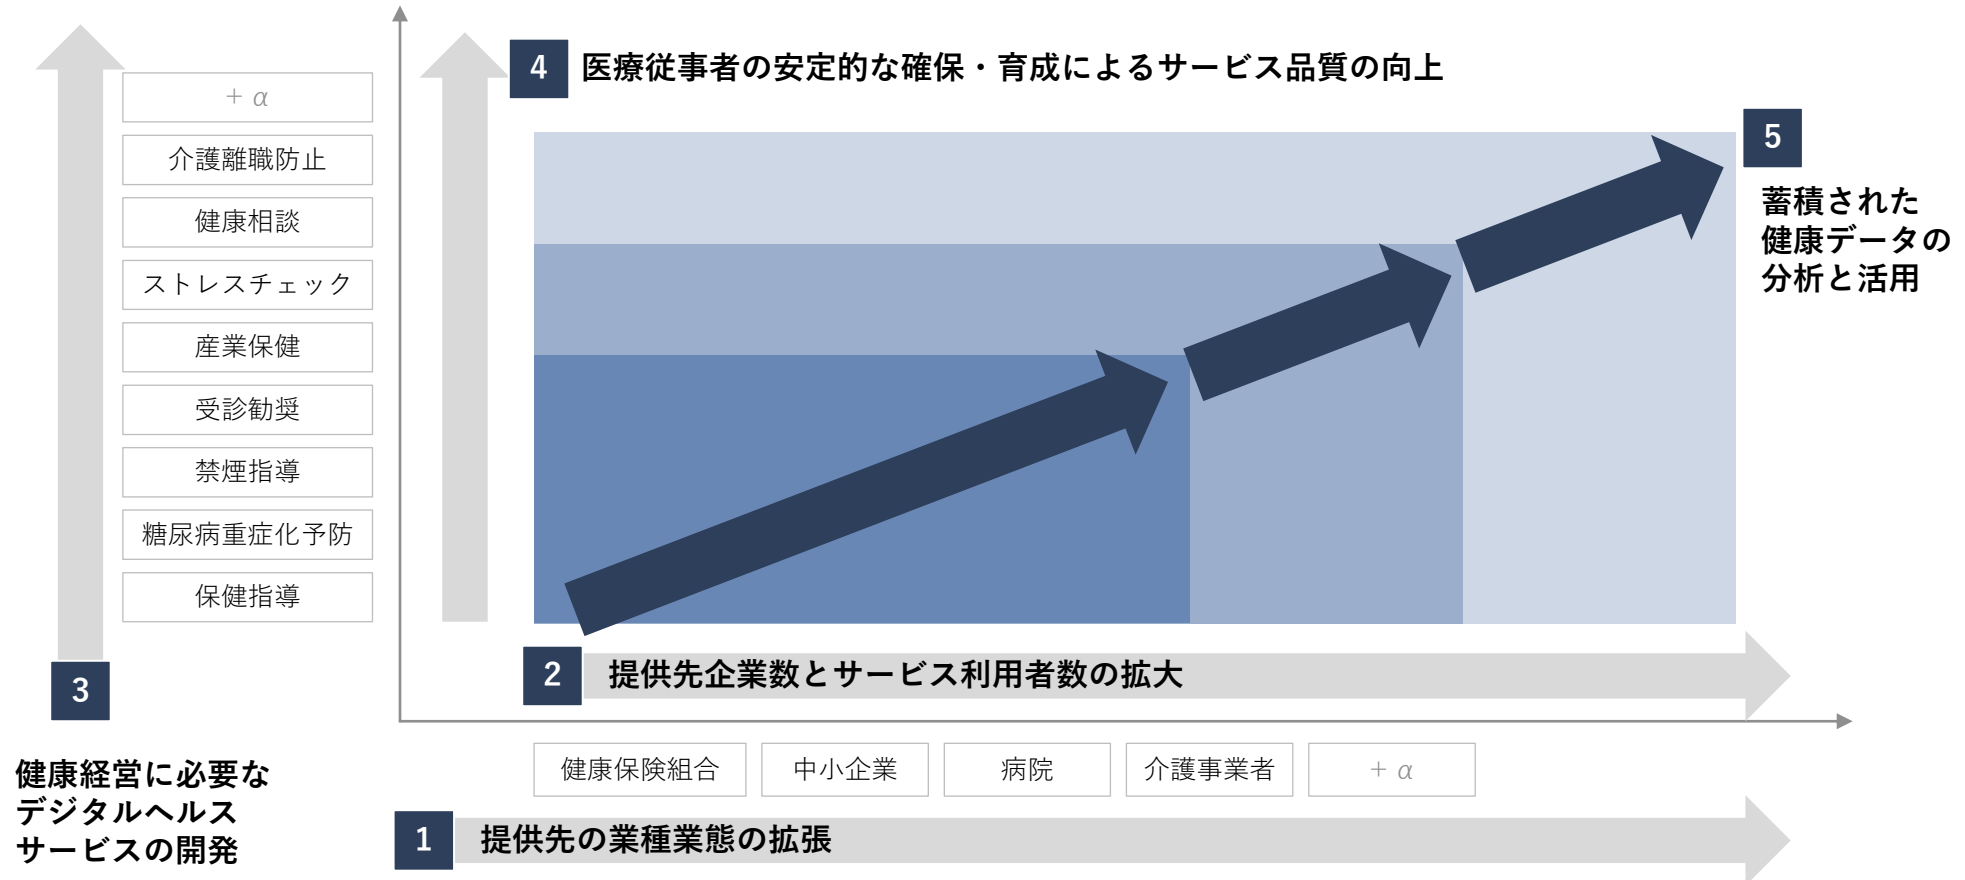 4
医療従事者の安定的な確保・育成によるサービス品質の向上
+ α
介護離職防止
健康相談
ストレスチェック
産業保健
受診勧奨
禁煙指導
糖尿病重症化予防
保健指導
3
健康経営に必要な
デジタルヘルス
サービスの開発
5
蓄積された
健康データの
分析と活用
2
提供先企業数とサービス利用者数の拡大
健康保険組合
中小企業
病院
介護事業者
+ α
1
提供先の業種業態の拡張